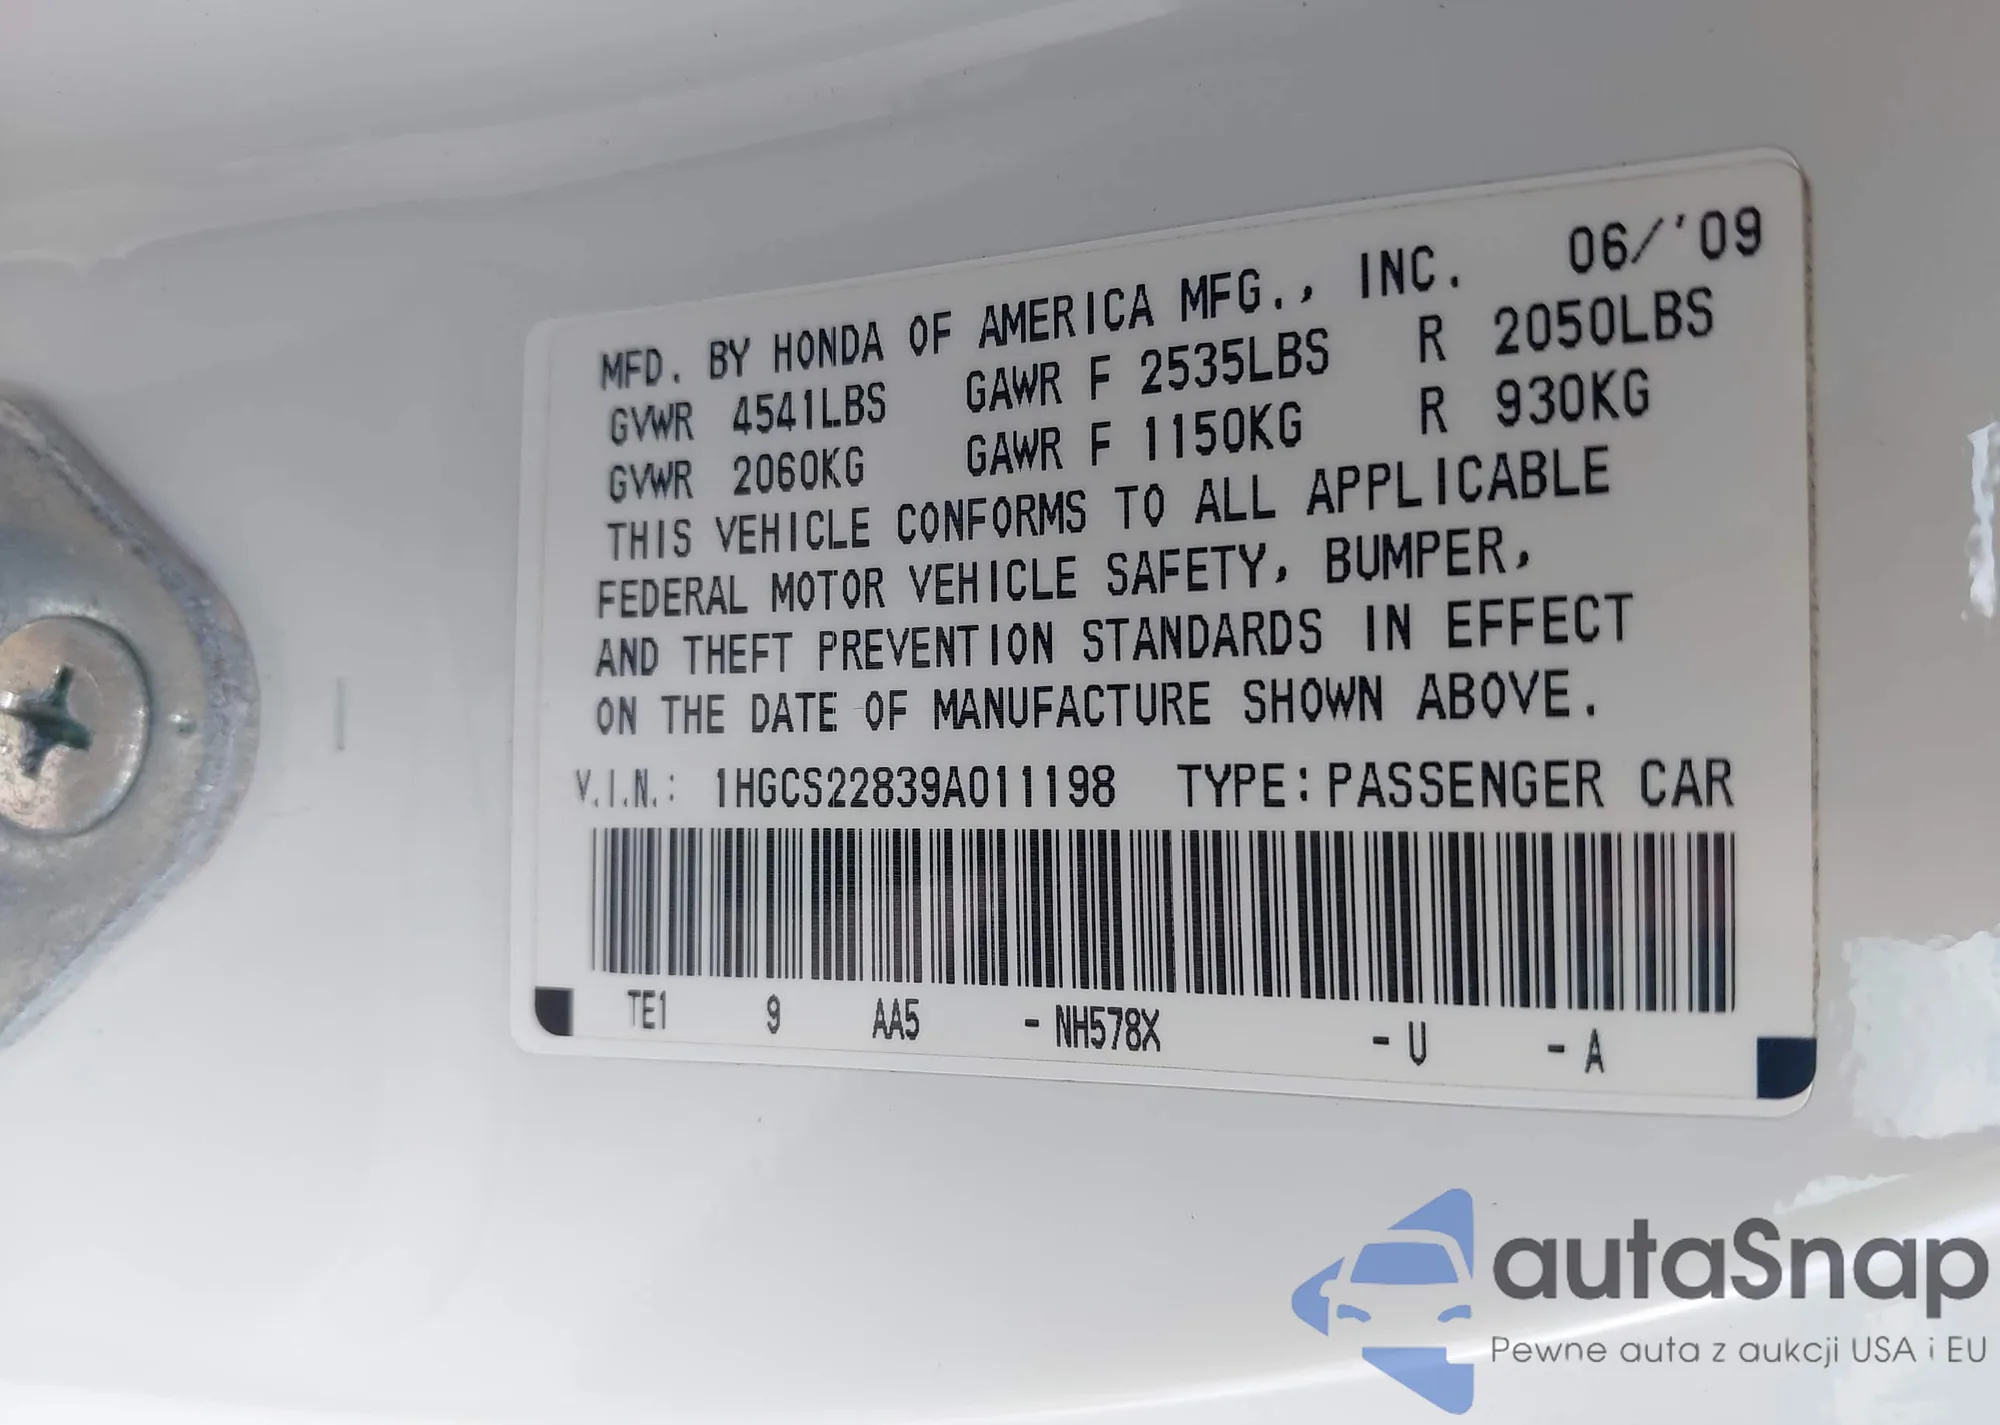 MFD. BY HONDA OF AMERICA MFG., INC. 06/'09
GVWR 4541LBS GAWR F 2535LBS R 2050LBS
GVWR 2060KG GAWR F 1150KG R 930KG
THIS VEHICLE CONFORMS TO ALL APPLICABLE
FEDERAL MOTOR VEHICLE SAFETY, BUMPER,
AND THEFT PREVENTION STANDARDS IN EFFECT
ON THE DATE OF MANUFACTURE SHOWN ABOVE.
V.I.N.: 1HGCS22839A011198 TYPE:PASSENGER CAR
TE1 9 AA5 -NH578X -U -A
autaSnap
Pewne auta z aukcji USA i EU